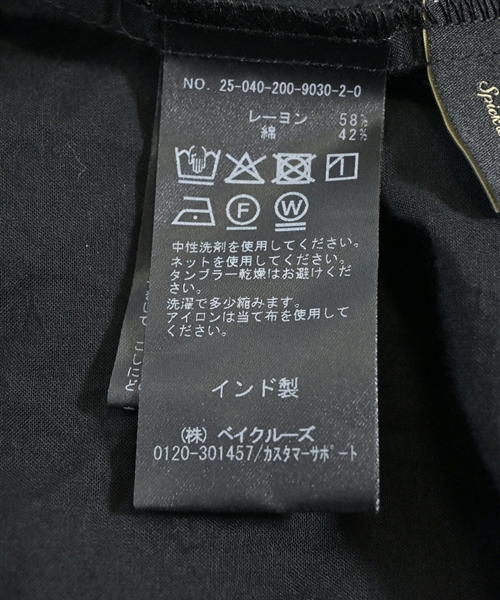 NO. 25-040-200-9030-2-0
レーヨン 58%
綿 42%
F
W
中性洗剤を使用してください。
ネットを使用してください。
タンブラー乾燥はお避けくださ
い。
洗濯で多少縮みます。
アイロンは当て布を使用してくだ
さい。
インド製
(株) ベイクルーズ
0120-301457/カスタマーサポート